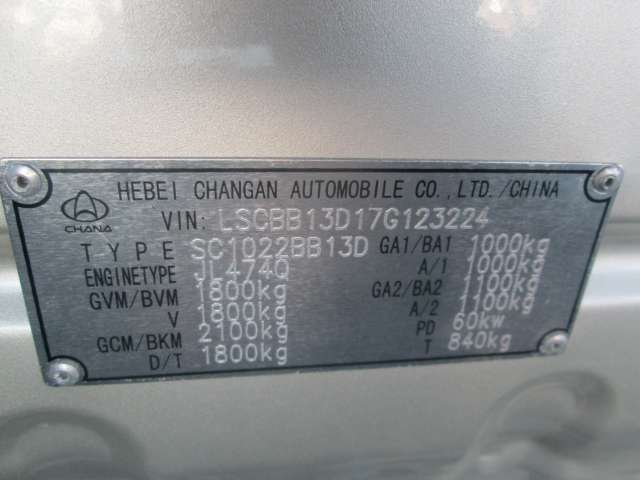 HEBEI CHANGAN AUTOMOBILE CO., LTD. /CHINA
CHANA
VIN: LSCBB13D17G123224
TYPE SC1022BB13D GA1/BA1 1000kg
ENGINETYPE JL474Q A/1 1000kg
GVM/BVM 1800kg GA2/BA2 1100kg
V 1800kg A/2 1100kg
GCM/BKM 2100kg PD 60kw
D/T 1800kg T 840kg